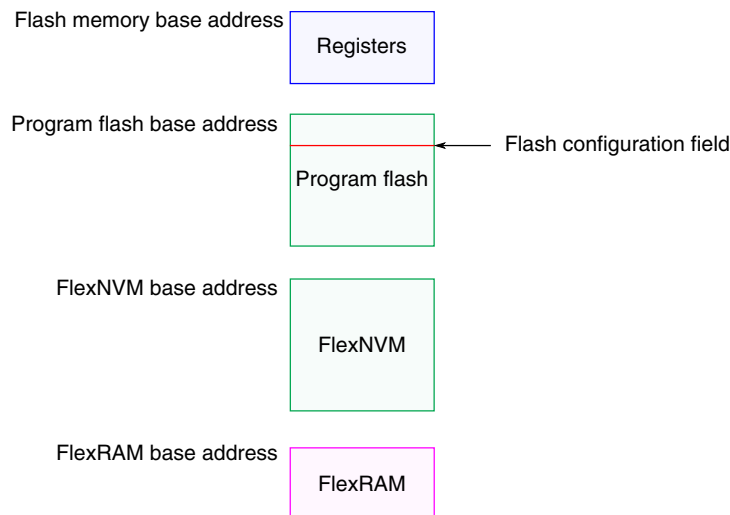 Flash memory base address
Registers
Program flash base address
Flash configuration field
Program flash
FlexNVM base address
FlexNVM
FlexRAM base address
FlexRAM